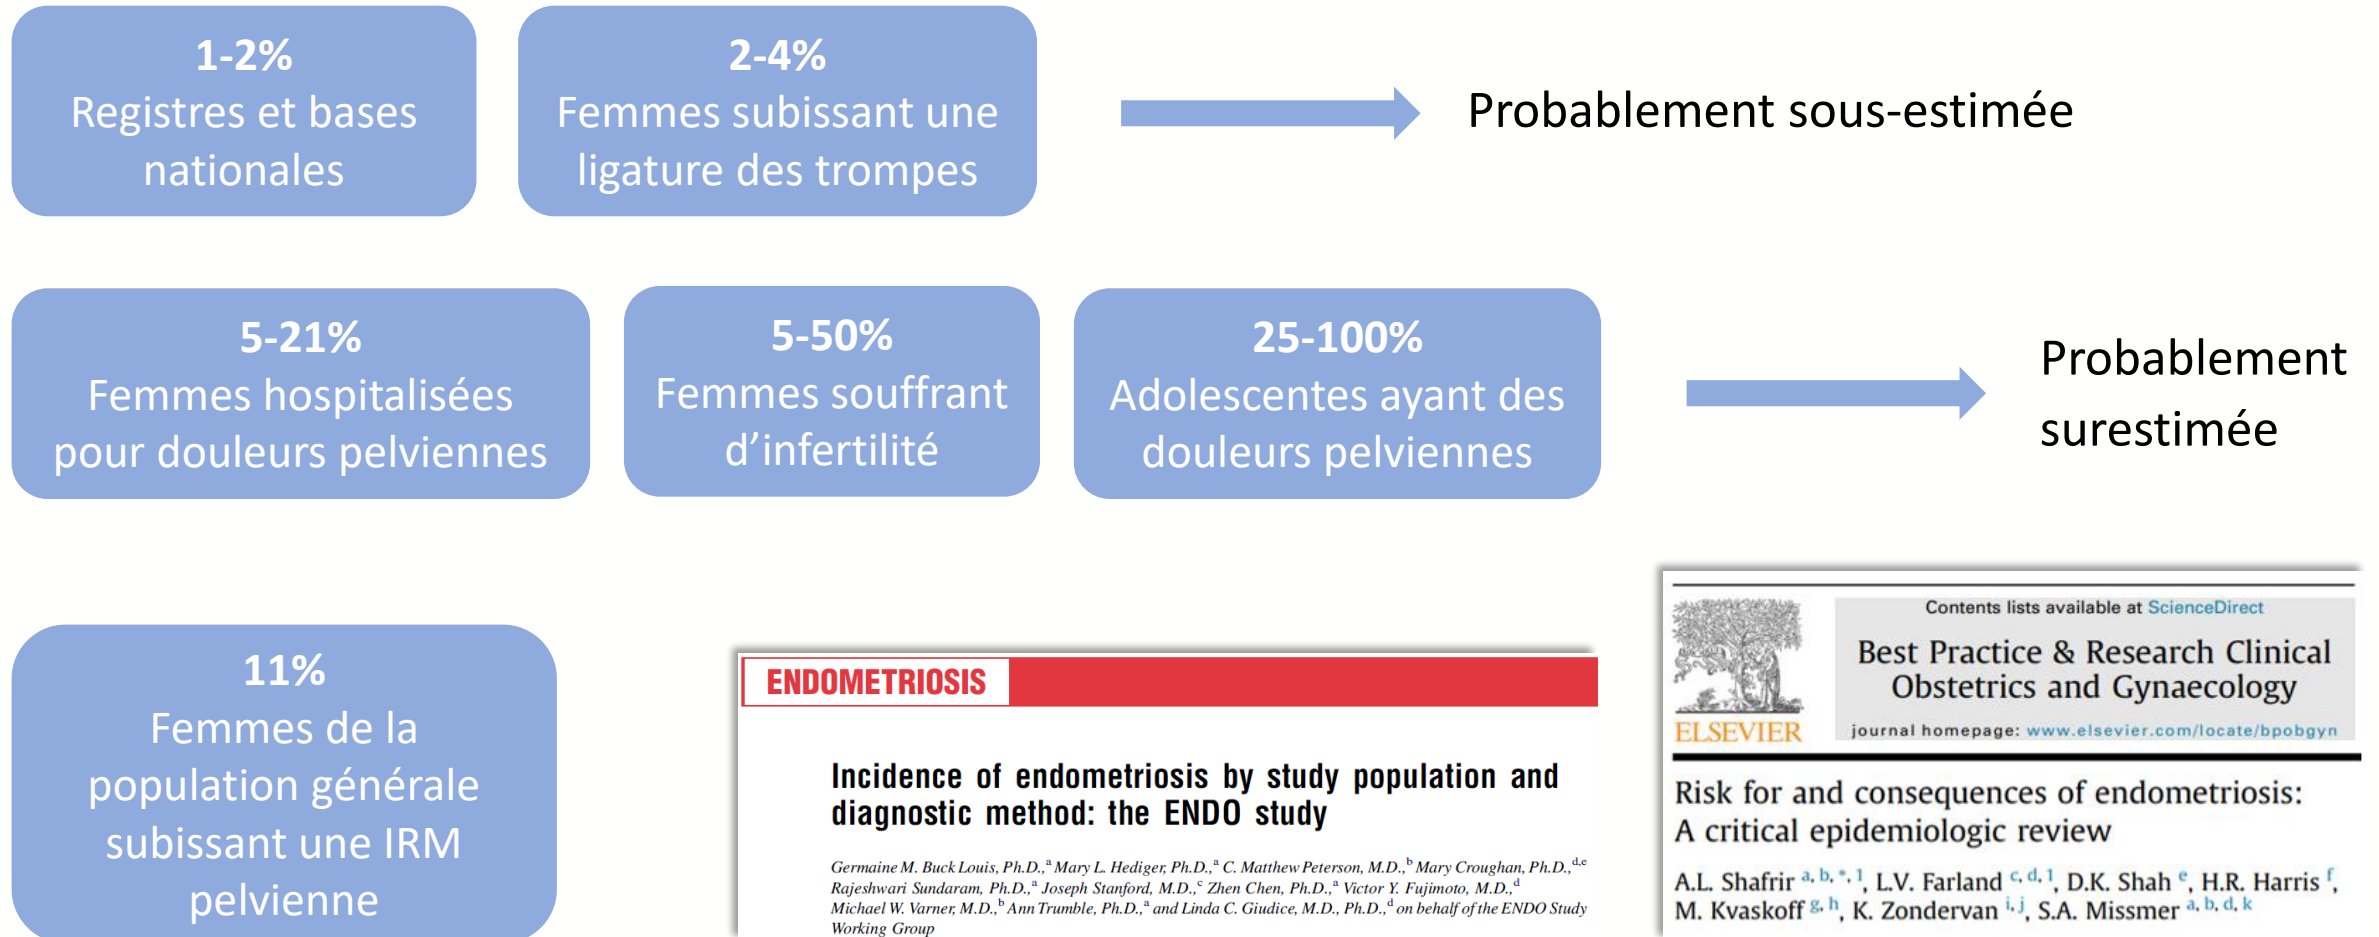 1-2%
Registres et bases
nationales
2-4%
Femmes subissant une
ligature des trompes
Probablement sous-estimée
5-21%
Femmes hospitalisées
pour douleurs pelviennes
5-50%
Femmes souffrant
d’infertilité
25-100%
Adolescentes ayant des
douleurs pelviennes
Probablement
surestimée
11%
Femmes de la
population générale
subissant une IRM
pelvienne
ENDOMETRIOSIS
Incidence of endometriosis by study population and
diagnostic method: the ENDO study
Germaine M. Buck Louis, Ph.D.,a Mary L. Hediger, Ph.D.,a C. Matthew Peterson, M.D.,b Mary Croughan, Ph.D.,d,e
Rajeshwari Sundaram, Ph.D.,a Joseph Stanford, M.D.,c Zhen Chen, Ph.D.,a Victor Y. Fujimoto, M.D.,d
Michael W. Varner, M.D.,b Ann Trumble, Ph.D.,a and Linda C. Giudice, M.D., Ph.D.,d on behalf of the ENDO Study
Working Group
Contents lists available at ScienceDirect
Best Practice & Research Clinical
Obstetrics and Gynaecology
ELSEVIER
journal homepage: www.elsevier.com/locate/bpobgyn
Risk for and consequences of endometriosis:
A critical epidemiologic review
A.L. Shafrir a, b, *, 1, L.V. Farland c, d, 1, D.K. Shah e, H.R. Harris f,
M. Kvaskoff g, h, K. Zondervan i, j, S.A. Missmer a, b, d, k